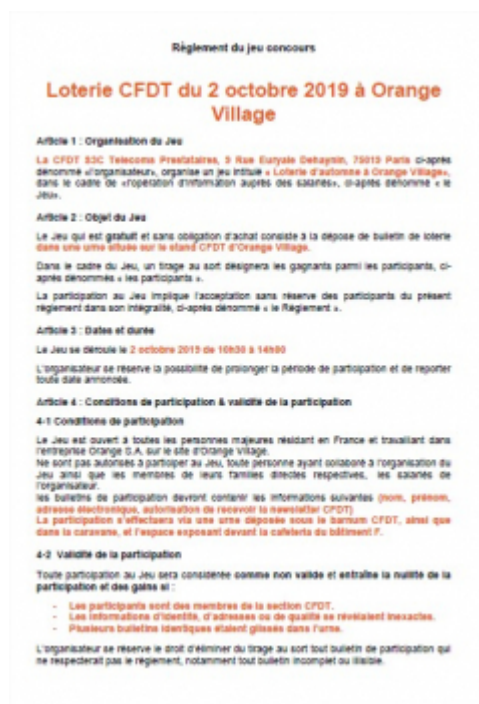 Règlement du jeu concours
Loterie CFDT du 2 octobre 2019 à Orange
Village
Article 1 : Organisation du Jeu
La CFDT S3C Telecoms Prestataires, 9 Rue Euryale Dehaynin, 75019 Paris ci-après
dénommé «l'organisateur», organise un jeu intitulé « Loterie d'automne à Orange Village»,
dans le cadre de «l'opération d'information auprès des salariés», ci-après dénommé « le
Jeu».
Article 2 : Objet du Jeu
Le Jeu qui est gratuit et sans obligation d'achat consiste à la dépose de bulletin de loterie
dans une urne située sur le stand CFDT d'Orange Village.
Dans le cadre du Jeu, un tirage au sort désignera les gagnants parmi les participants, ci-
après dénommés « les participants ».
La participation au Jeu implique l'acceptation sans réserve des participants du présent
règlement dans son intégralité, ci-après dénommé « le Règlement ».
Article 3 : Dates et durée
Le Jeu se déroule le 2 octobre 2019 de 10h30 à 14h00
L'organisateur se réserve la possibilité de prolonger la période de participation et de reporter
toute date annoncée.
Article 4 : Conditions de participation & validité de la participation
4-1 Conditions de participation
Le Jeu est ouvert à toutes les personnes majeures résidant en France et travaillant dans
l'entreprise Orange S.A. sur le site d'Orange Village.
Ne sont pas autorisés à participer au Jeu, toute personne ayant collaboré à l'organisation du
Jeu ainsi que les membres de leurs familles directes respectives, les salariés de
l'organisateur.
les bulletins de participation devront contenir les informations suivantes (nom, prénom,
adresse électronique, autorisation de recevoir la newsletter CFDT)
La participation s'effectuera via une urne déposée sous le barnum CFDT, ainsi que
dans la caravane, et l'espace exposant devant la cafeteria du bâtiment F.
4-2 Validité de la participation
Toute participation au Jeu sera considérée comme non valide et entraîne la nullité de la
participation et des gains si :
- Les participants sont des membres de la section CFDT.
- Les informations d'identité, d'adresses ou de qualité se révélaient inexactes.
- Plusieurs bulletins identiques étaient glissés dans l'urne.
L'organisateur se réserve le droit d'éliminer du tirage au sort tout bulletin de participation qui
ne respecterait pas le règlement, notamment tout bulletin incomplet ou illisible.